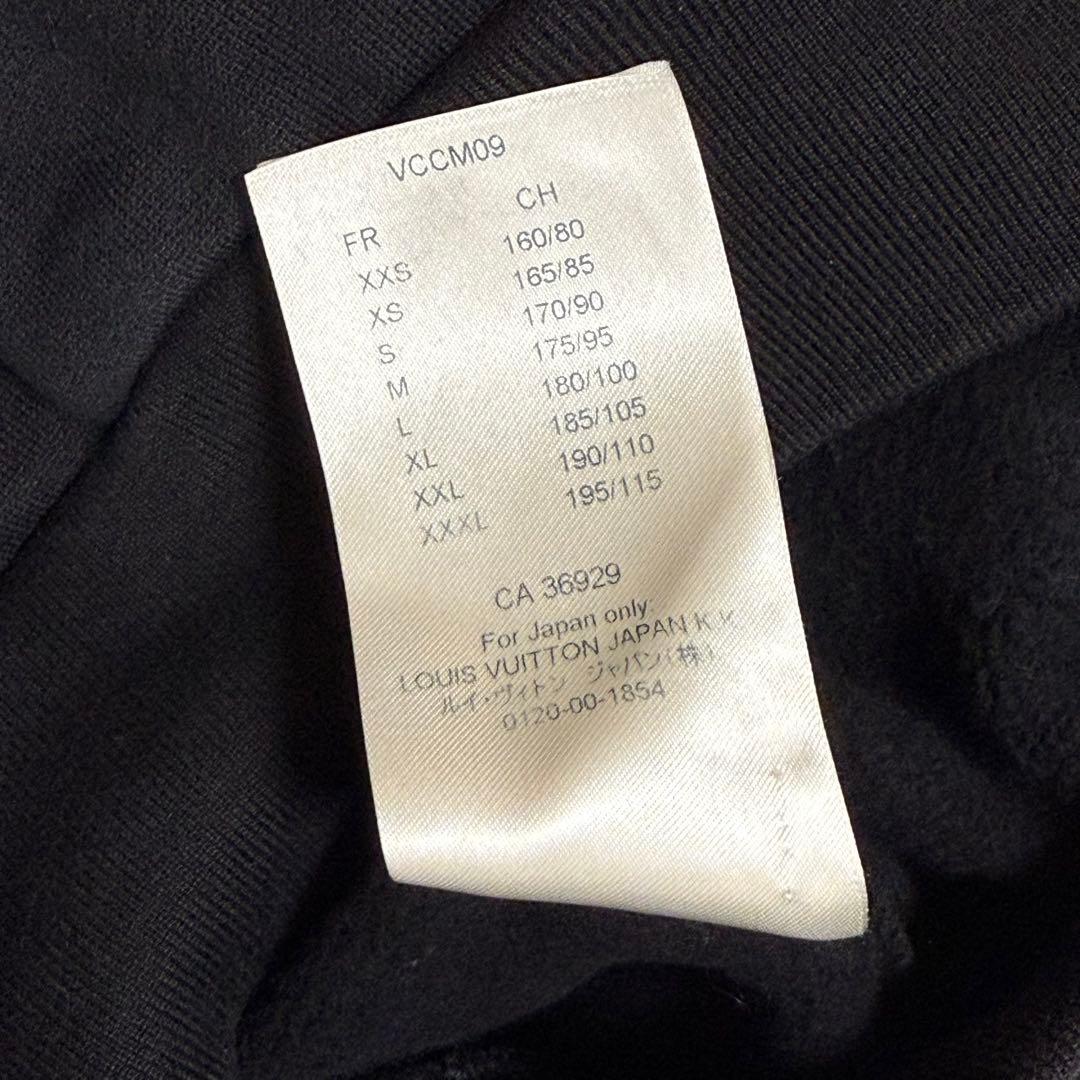 VCCM09
FR CH
XXS 160/80
XS 165/85
S 170/90
M 175/95
L 180/100
XL 185/105
XXL 190/110
XXXL 195/115
CA 36929
For Japan only:
LOUIS VUITTON JAPAN K.K.
ルイ・ヴィトン ジャパン(株)
0120-00-1854